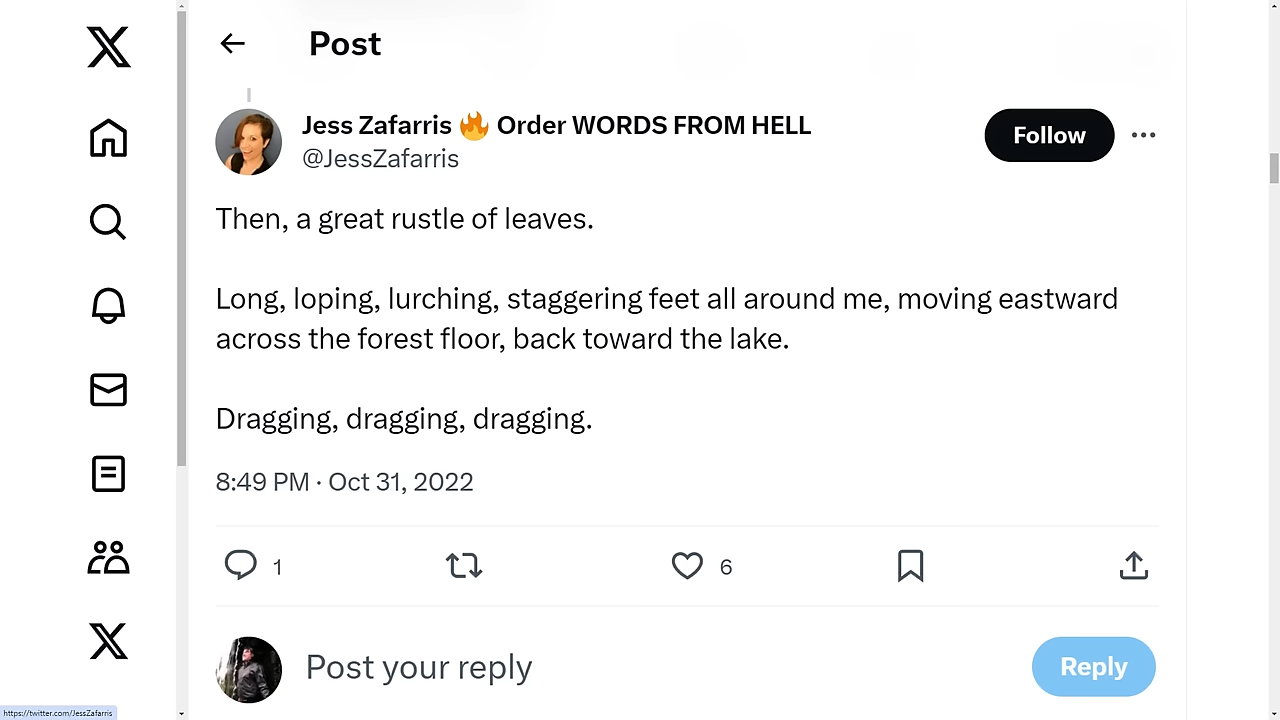 Post
Jess Zafarris 🔥 Order WORDS FROM HELL
@JessZafarris
Follow
Then, a great rustle of leaves.
Long, loping, lurching, staggering feet all around me, moving eastward
across the forest floor, back toward the lake.
Dragging, dragging, dragging.
8:49 PM · Oct 31, 2022
1
6
Post your reply
Reply
https://twitter.com/JessZafarris